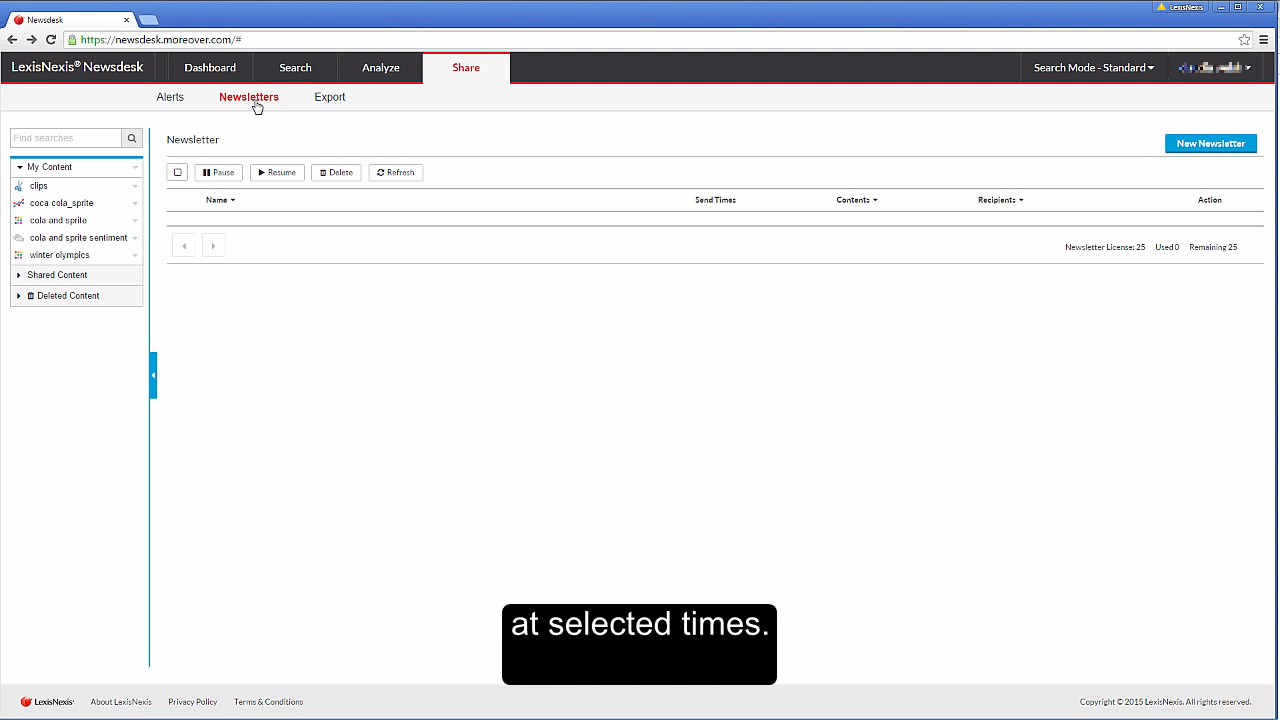 Newsdesk
LexisNexis
https://newsdesk.moreover.com/#
LexisNexis® Newsdesk
Dashboard
Search
Analyze
Share
Search Mode - Standard
Alerts
Newsletters
Export
Find searches
My Content
clips
coca cola_sprite
cola and sprite
cola and sprite sentiment
winter olympics
Shared Content
Deleted Content
Newsletter
New Newsletter
Pause
Resume
Delete
Refresh
Name
Send Times
Contents
Recipients
Action
Newsletter License: 25 Used 0 Remaining 25
at selected times.
LexisNexis®
About LexisNexis
Privacy Policy
Terms & Conditions
Copyright © 2015 LexisNexis. All rights reserved.